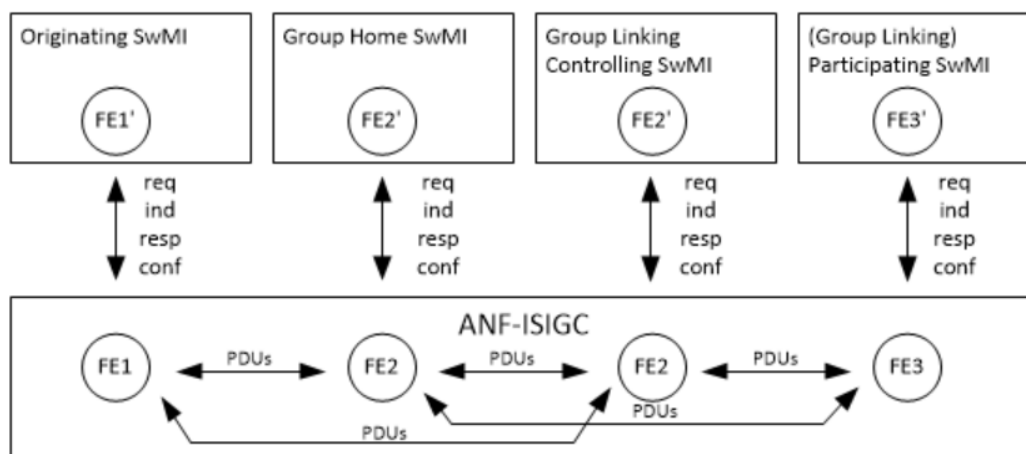 Originating SwMI
FE1'
Group Home SwMI
FE2'
Group Linking
Controlling SwMI
FE2'
(Group Linking)
Participating SwMI
FE3'
req
ind
resp
conf
req
ind
resp
conf
req
ind
resp
conf
req
ind
resp
conf
ANF-ISIGC
FE1
PDUs
FE2
PDUs
FE2
PDUs
FE3
PDUs
PDUs